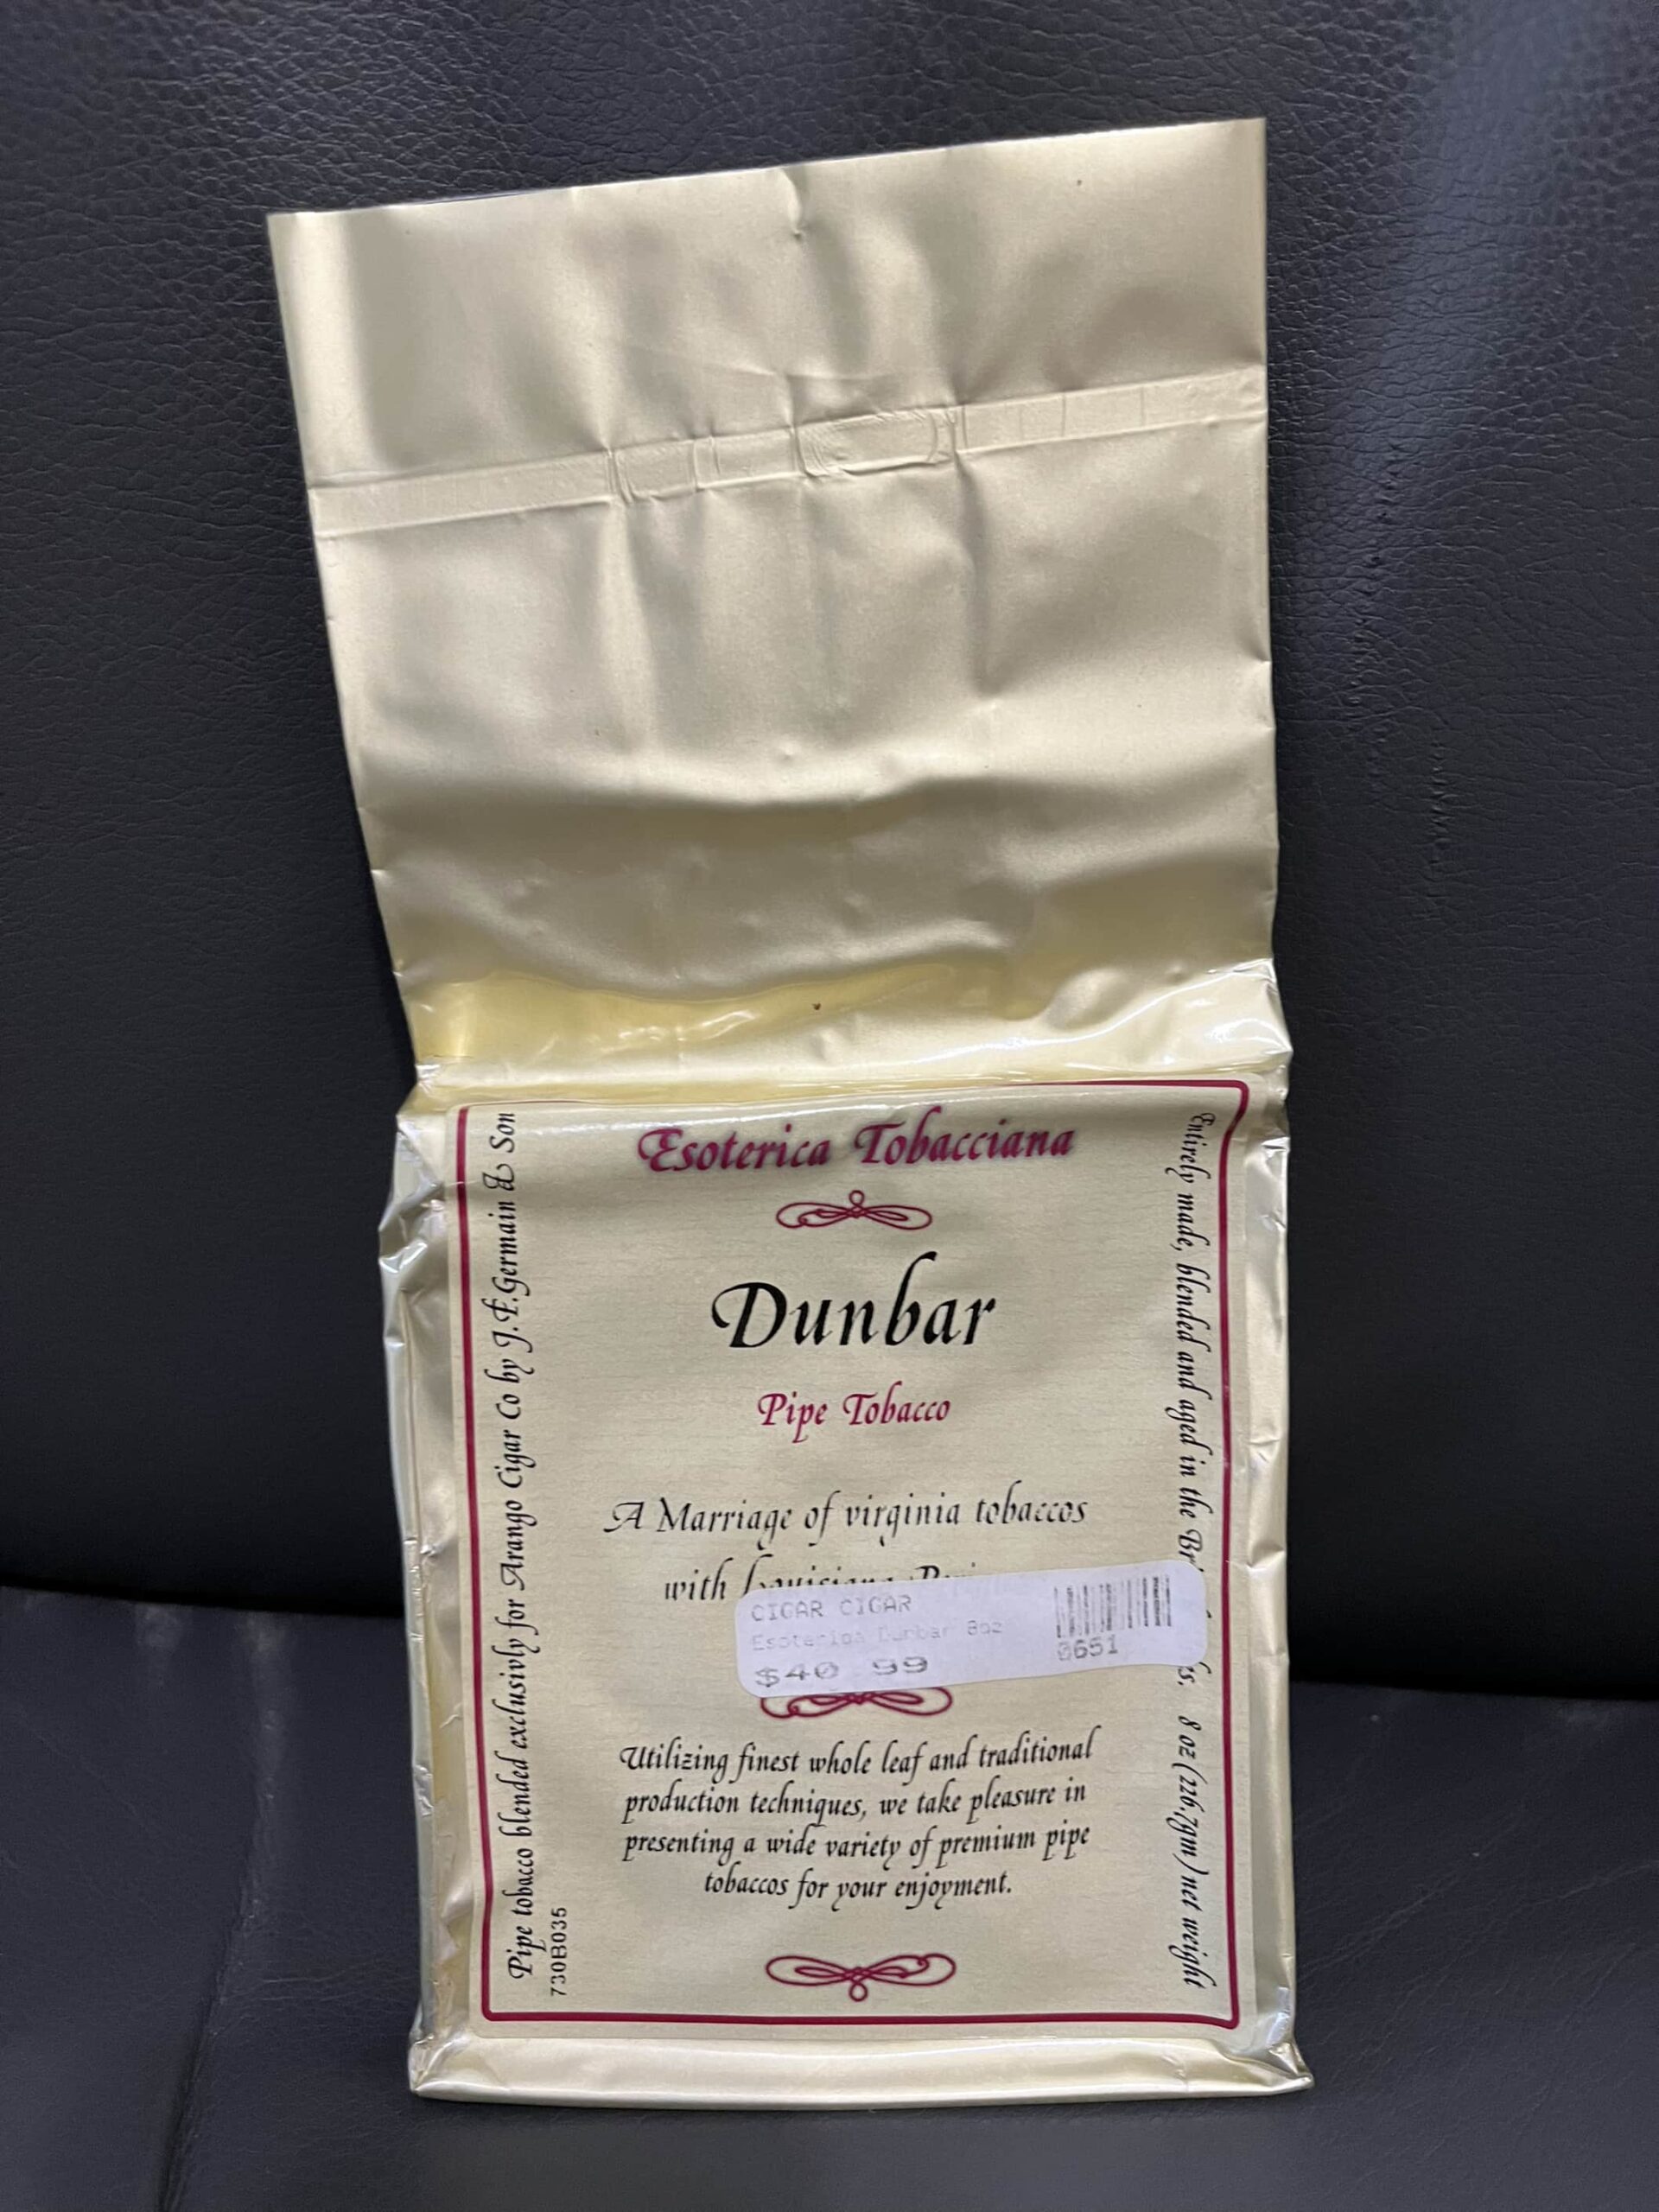 Esoterica Tobacciana
Dunbar
Pipe Tobacco
A Marriage of virginia tobaccos
with Louisiana
CIGAR CIGAR
Esoterica Dunbar 8oz
$40 99
0651
Utilizing finest whole leaf and traditional
production techniques, we take pleasure in
presenting a wide variety of premium pipe
tobaccos for your enjoyment.
Pipe tobacco blended exclusivly for Arango Cigar Co by J.F.Germain & Son
730B035
Entirely made, blended and aged in the 8 oz (226,7gm) net weight